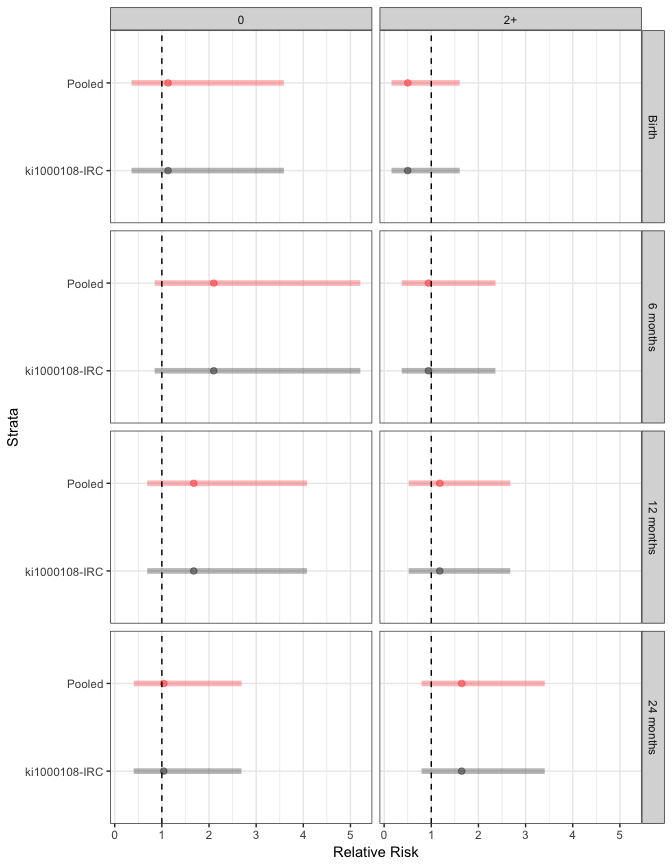 0 2+
Pooled
ki1000108-IRC
Birth
Pooled
ki1000108-IRC
6 months
Strata
Pooled
ki1000108-IRC
12 months
Pooled
ki1000108-IRC
24 months
0 1 2 3 4 5 0 1 2 3 4 5
Relative Risk